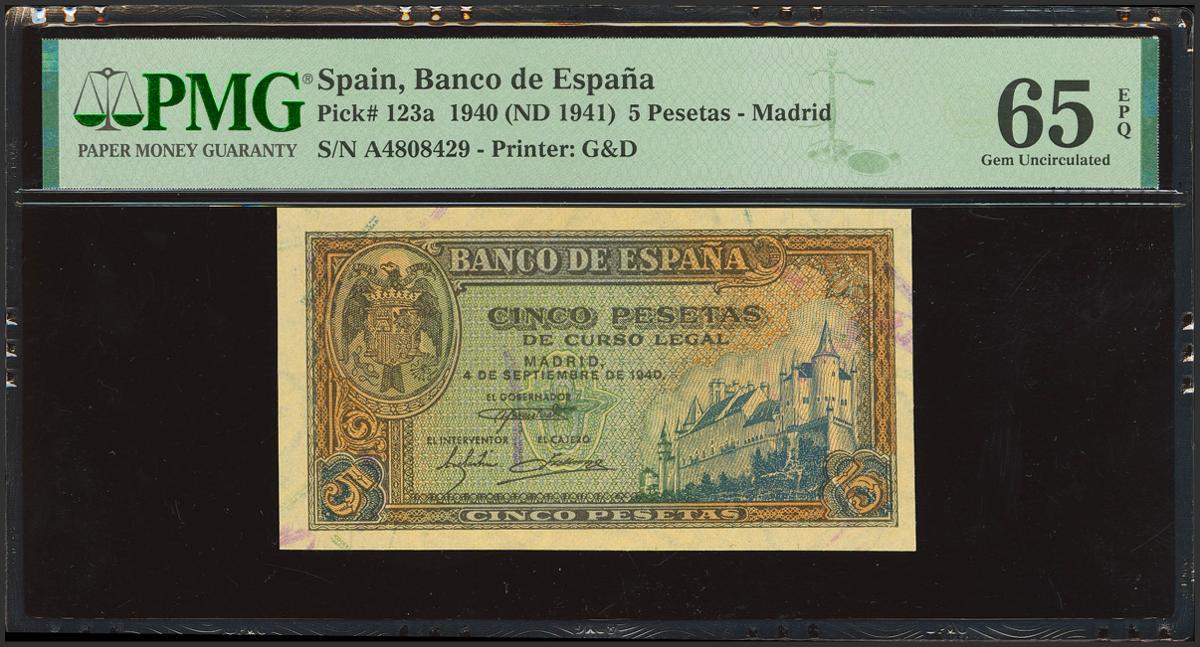 PMG®
PAPER MONEY GUARANTY
Spain, Banco de España
Pick# 123a 1940 (ND 1941) 5 Pesetas - Madrid
S/N A4808429 - Printer: G&D
65
EPQ
Gem Uncirculated
BANCO DE ESPAÑA
CINCO PESETAS
DE CURSO LEGAL
MADRID,
4 DE SEPTIEMBRE DE 1940.
EL GOBERNADOR
EL INTERVENTOR EL CAJERO
5 5
CINCO PESETAS